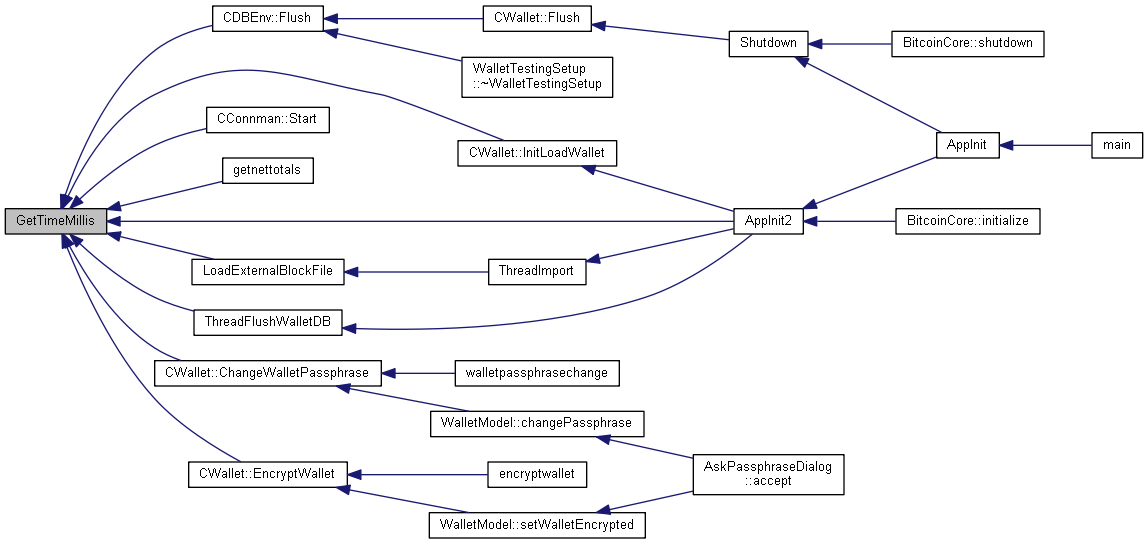 CDBEnv::Flush
CWallet::Flush
Shutdown
BitcoinCore::shutdown
WalletTestingSetup
::~WalletTestingSetup
CConnman::Start
CWallet::InitLoadWallet
AppInit
main
getnettotals
GetTimeMillis
AppInit2
BitcoinCore::initialize
LoadExternalBlockFile
ThreadImport
ThreadFlushWalletDB
CWallet::ChangeWalletPassphrase
walletpassphrasechange
WalletModel::changePassphrase
CWallet::EncryptWallet
encryptwallet
AskPassphraseDialog
::accept
WalletModel::setWalletEncrypted